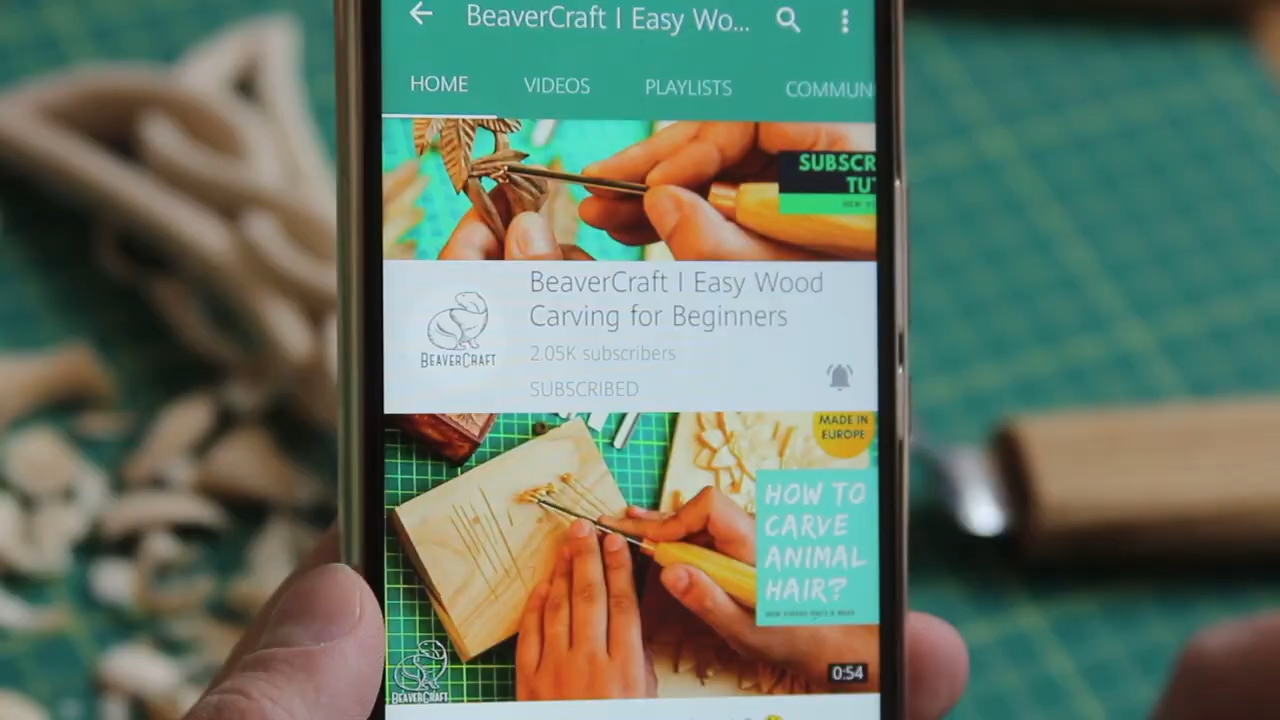 BeaverCraft I Easy Wo...
HOME VIDEOS PLAYLISTS COMMUN
SUBSCR
TU
BeaverCraft I Easy Wood
Carving for Beginners
2.05K subscribers
SUBSCRIBED
BEAVERCRAFT
MADE IN
EUROPE
HOW TO
CARVE
ANIMAL
HAIR?
0:54
BEAVERCRAFT